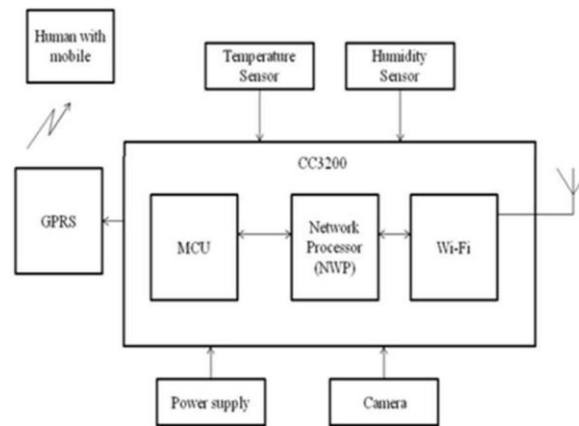 Human with
mobile
Temperature
Sensor
Humidity
Sensor
CC3200
GPRS
MCU
Network
Processor
(NWP)
Wi-Fi
Power supply
Camera